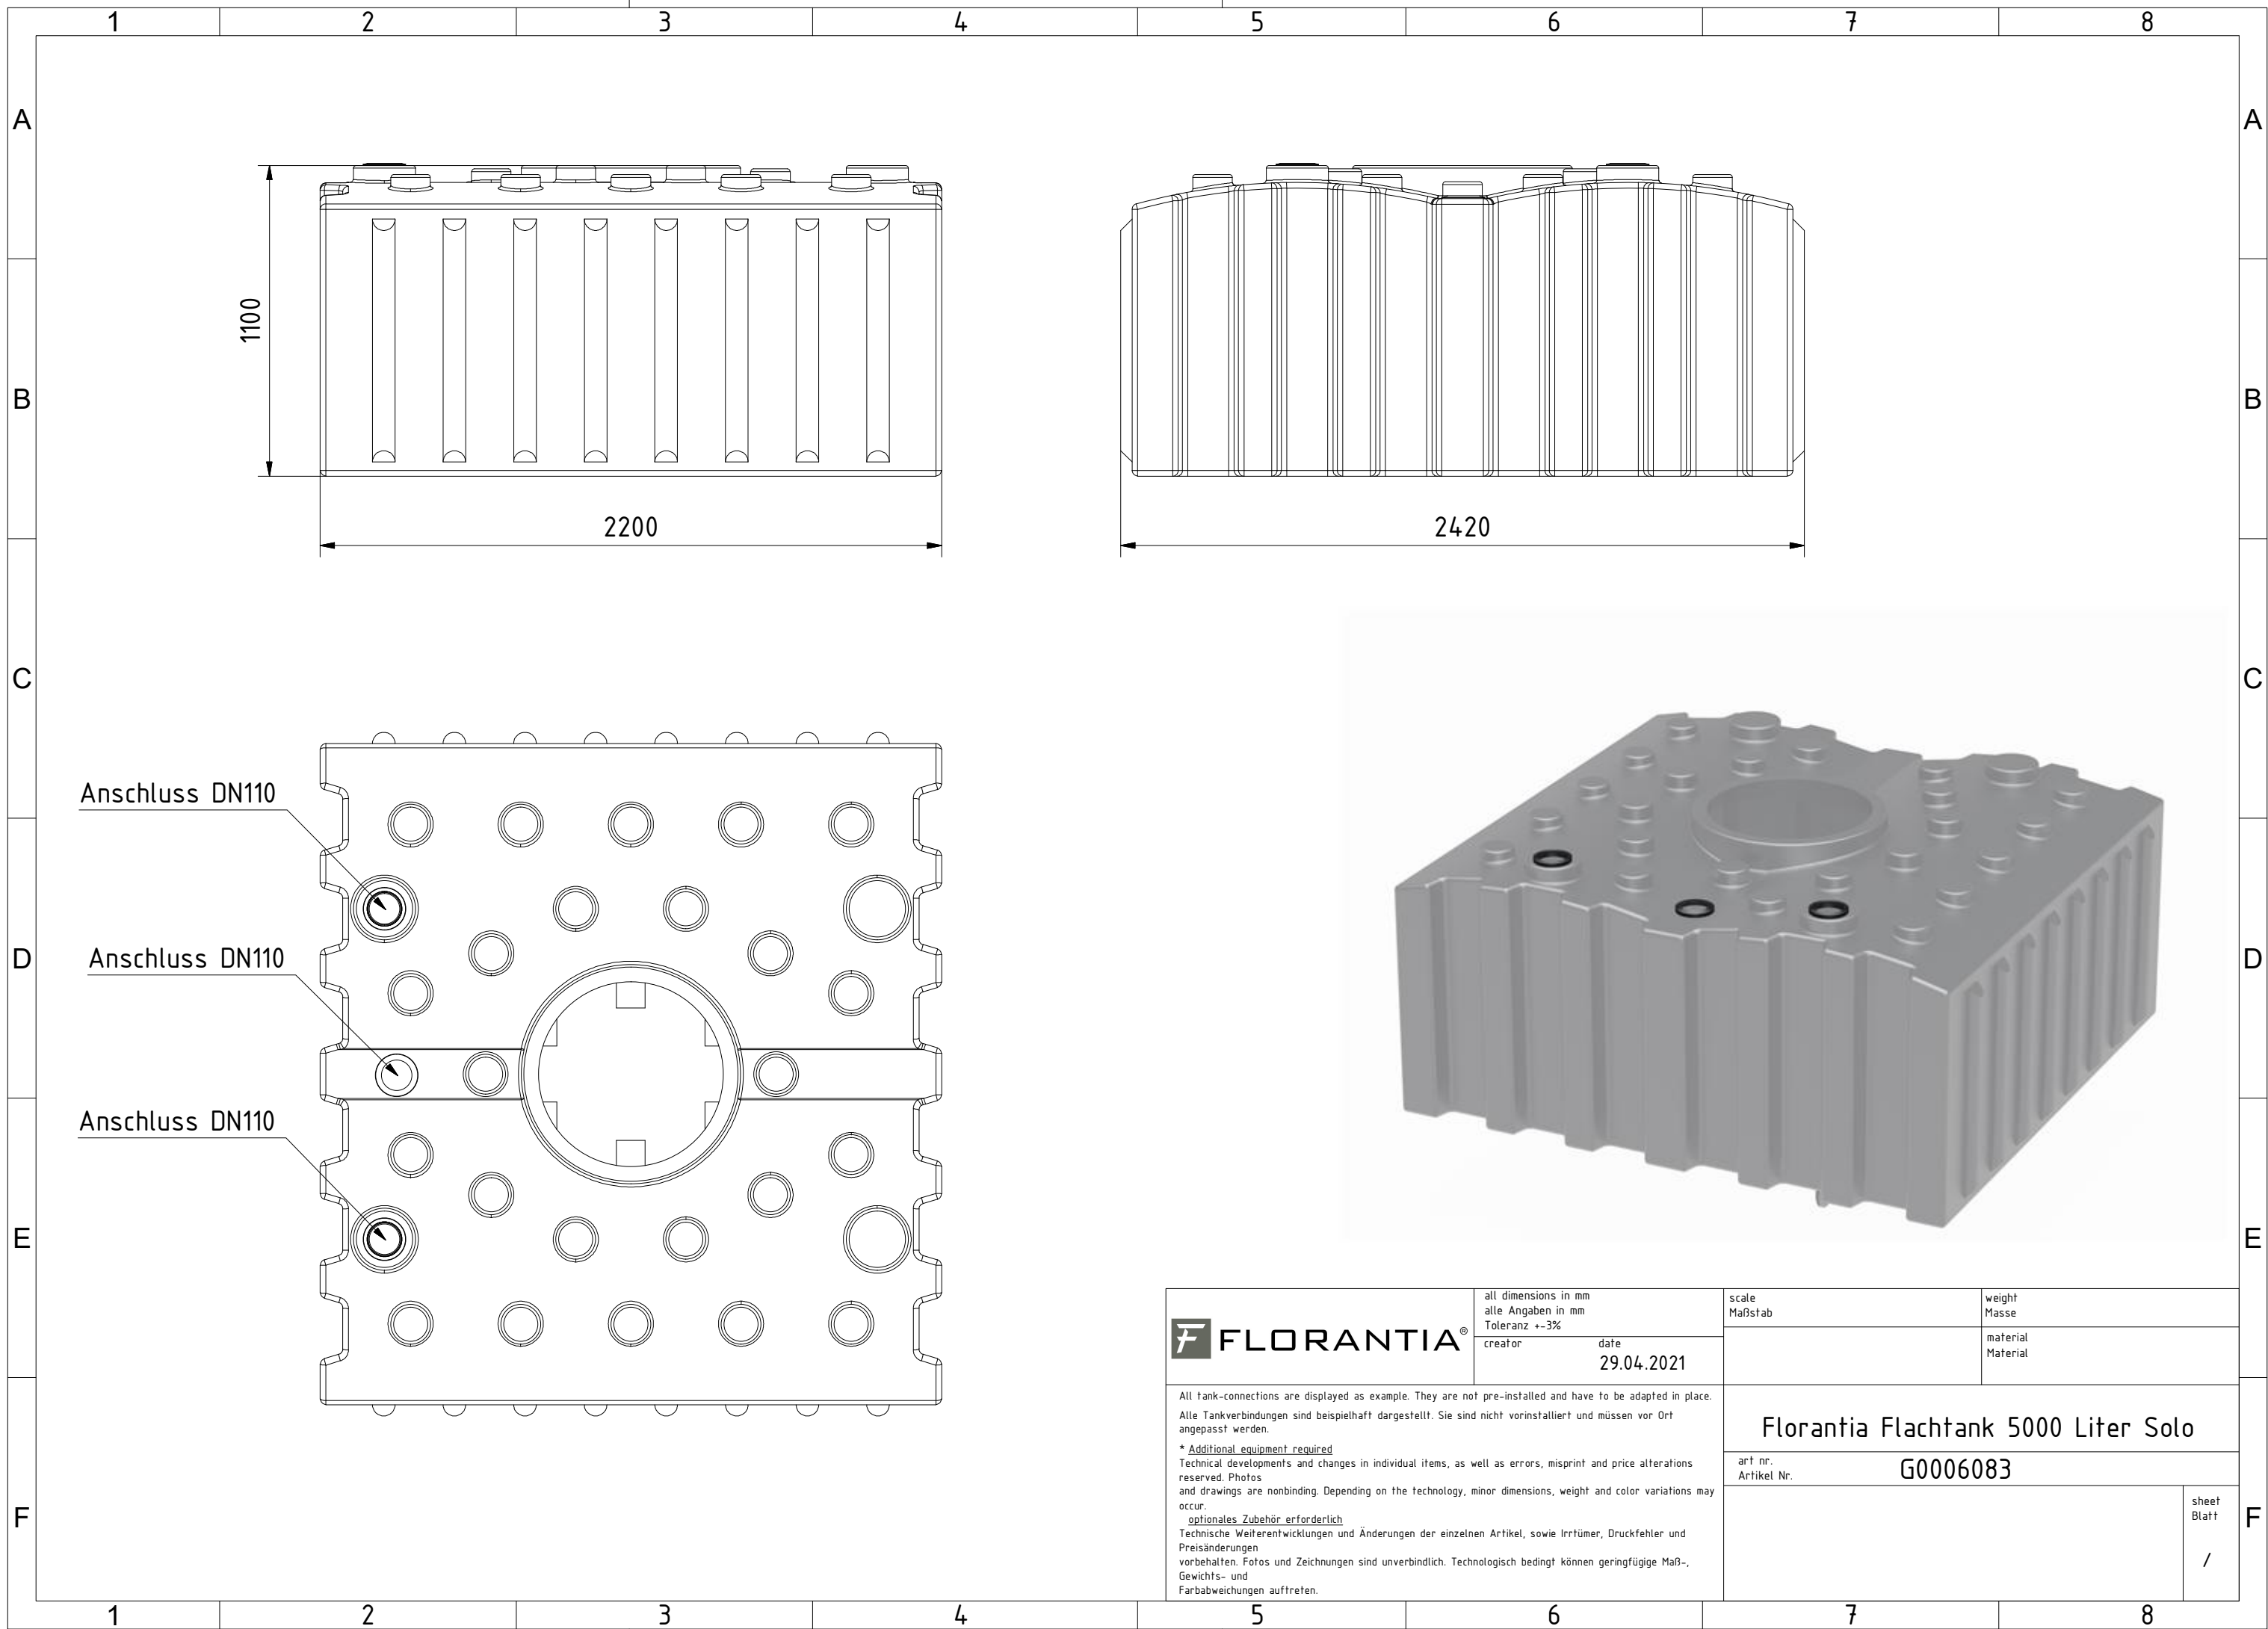 1 2 3 4 5 6 7 8
A A
B B
C C
D D
E E
F F
1100
2200
2420
Anschluss DN110
Anschluss DN110
Anschluss DN110
FLORANTIA®
all dimensions in mm
alle Angaben in mm
Toleranz +-3%
creator date
29.04.2021
scale
Maßstab
weight
Masse
material
Material
All tank-connections are displayed as example. They are not pre-installed and have to be adapted in place.
Alle Tankverbindungen sind beispielhaft dargestellt. Sie sind nicht vorinstalliert und müssen vor Ort
angepasst werden.
* Additional equipment required
Technical developments and changes in individual items, as well as errors, misprint and price alterations
reserved. Photos
and drawings are nonbinding. Depending on the technology, minor dimensions, weight and color variations may
occur.
optionales Zubehör erforderlich
Technische Weiterentwicklungen und Änderungen der einzelnen Artikel, sowie Irrtümer, Druckfehler und
Preisänderungen
vorbehalten. Fotos und Zeichnungen sind unverbindlich. Technologisch bedingt können geringfügige Maß-,
Gewichts- und
Farbabweichungen auftreten.
Florantia Flachtank 5000 Liter Solo
art nr.
Artikel Nr.
G0006083
sheet
Blatt
/
1 2 3 4 5 6 7 8